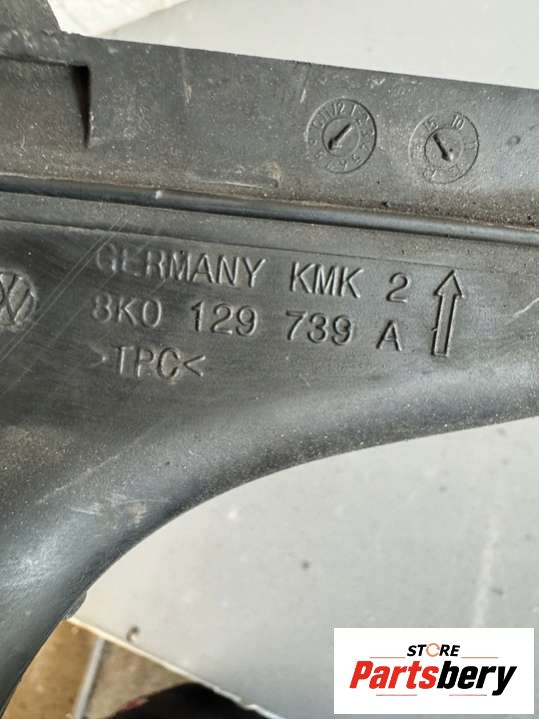 GERMANY KMK 2
8K0 129 739 A
>TPC<
STORE
Partsbery